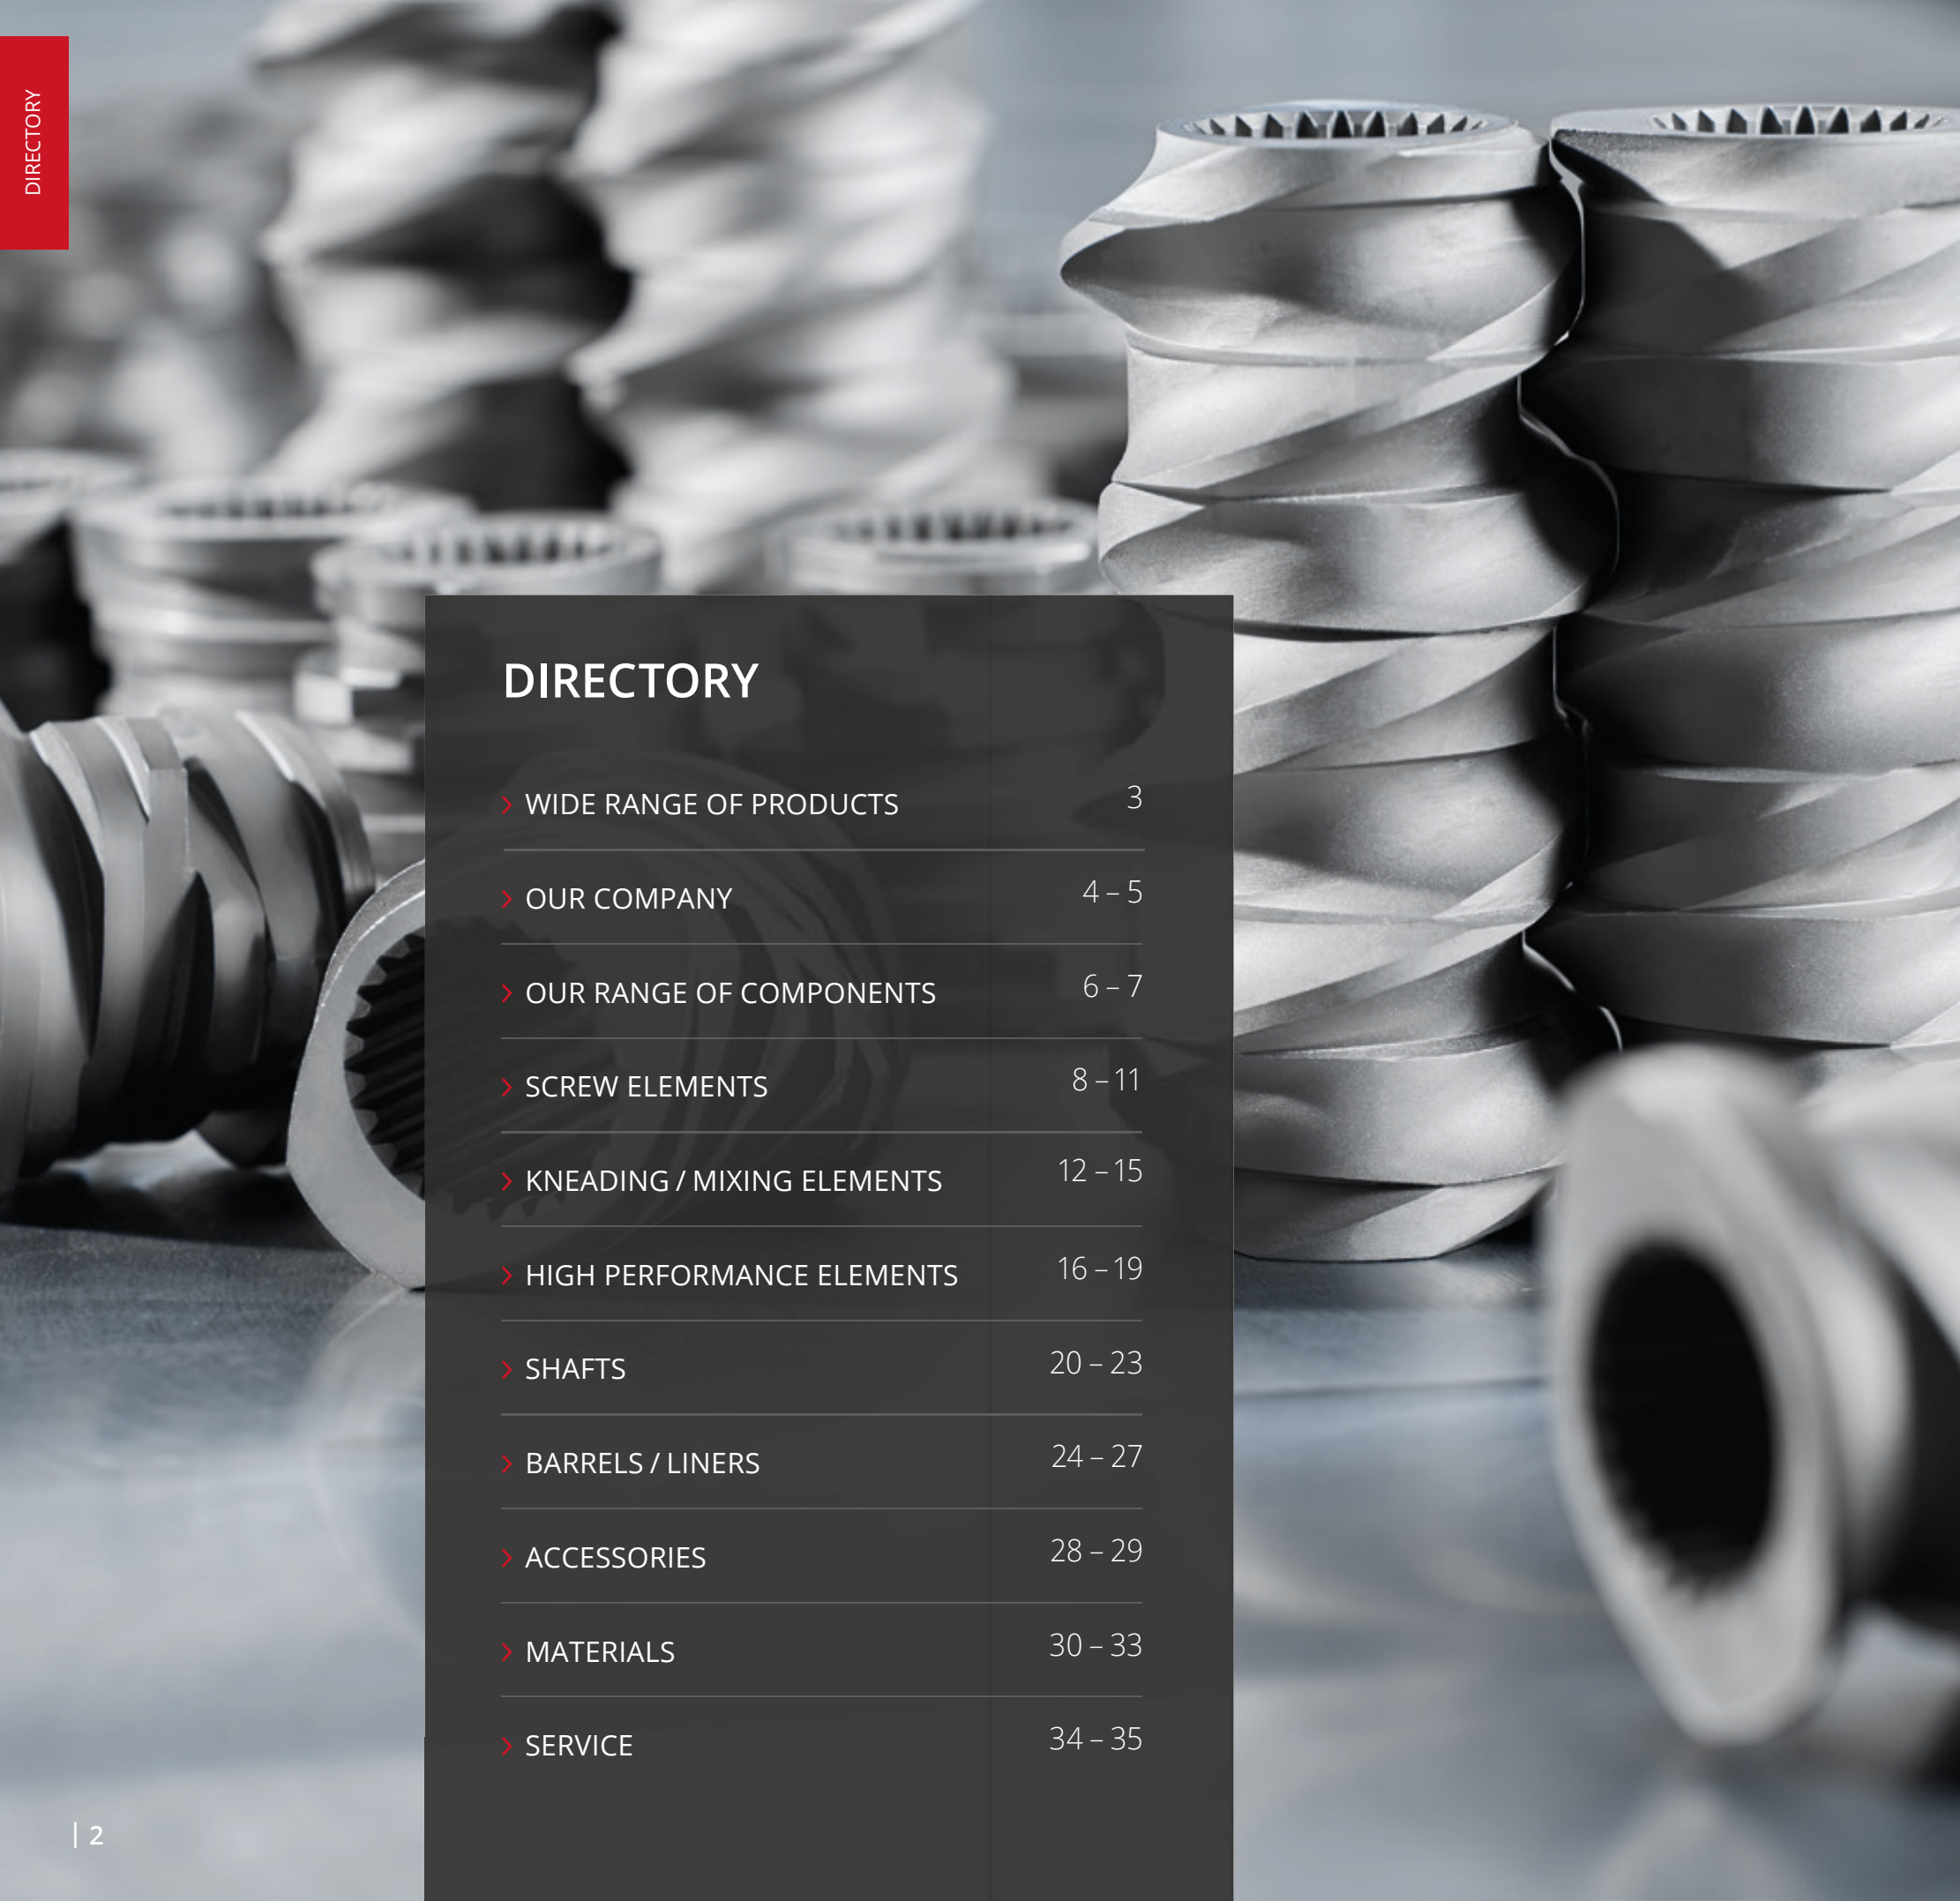 DIRECTORY
DIRECTORY
WIDE RANGE OF PRODUCTS 3
OUR COMPANY 4 – 5
OUR RANGE OF COMPONENTS 6 – 7
SCREW ELEMENTS 8 – 11
KNEADING / MIXING ELEMENTS 12 – 15
HIGH PERFORMANCE ELEMENTS 16 – 19
SHAFTS 20 – 23
BARRELS / LINERS 24 – 27
ACCESSORIES 28 – 29
MATERIALS 30 – 33
SERVICE 34 – 35
| 2